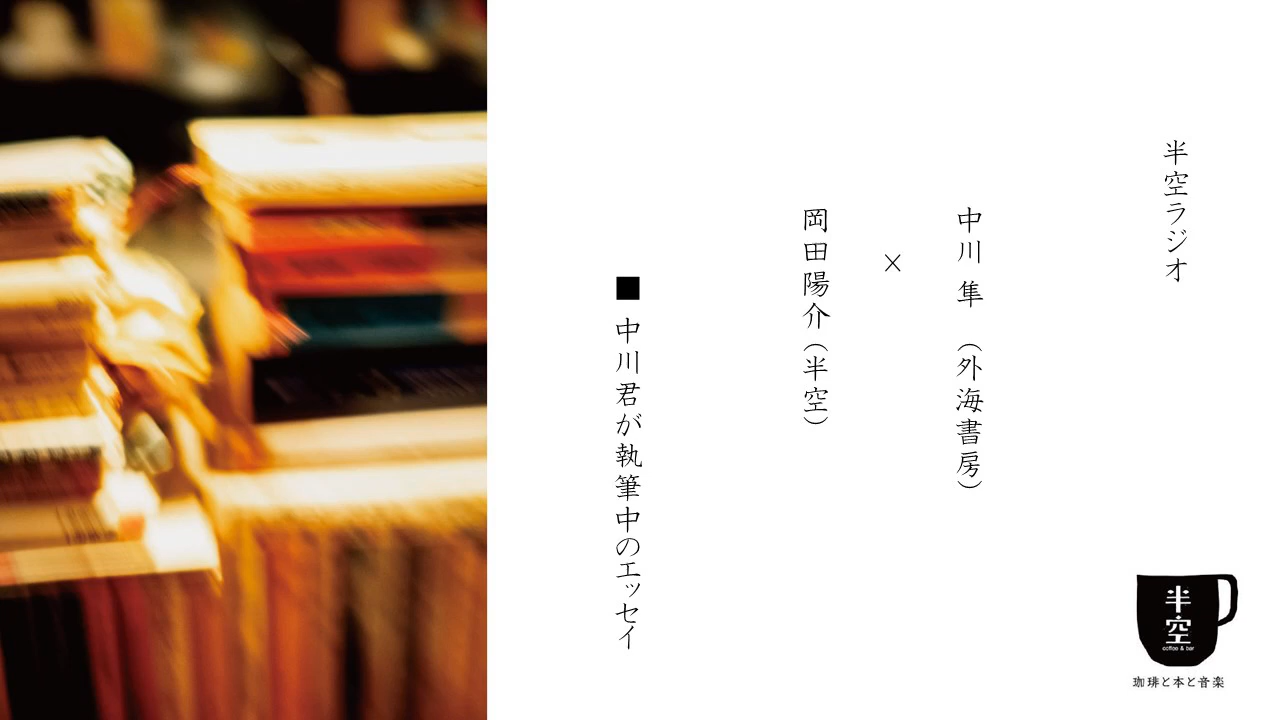 半空ラジオ
中川 隼 （外海書房）
×
岡田陽介（半空）
■ 中川君が執筆中のエッセイ
半空
coffee & bar
珈琲と本と音楽